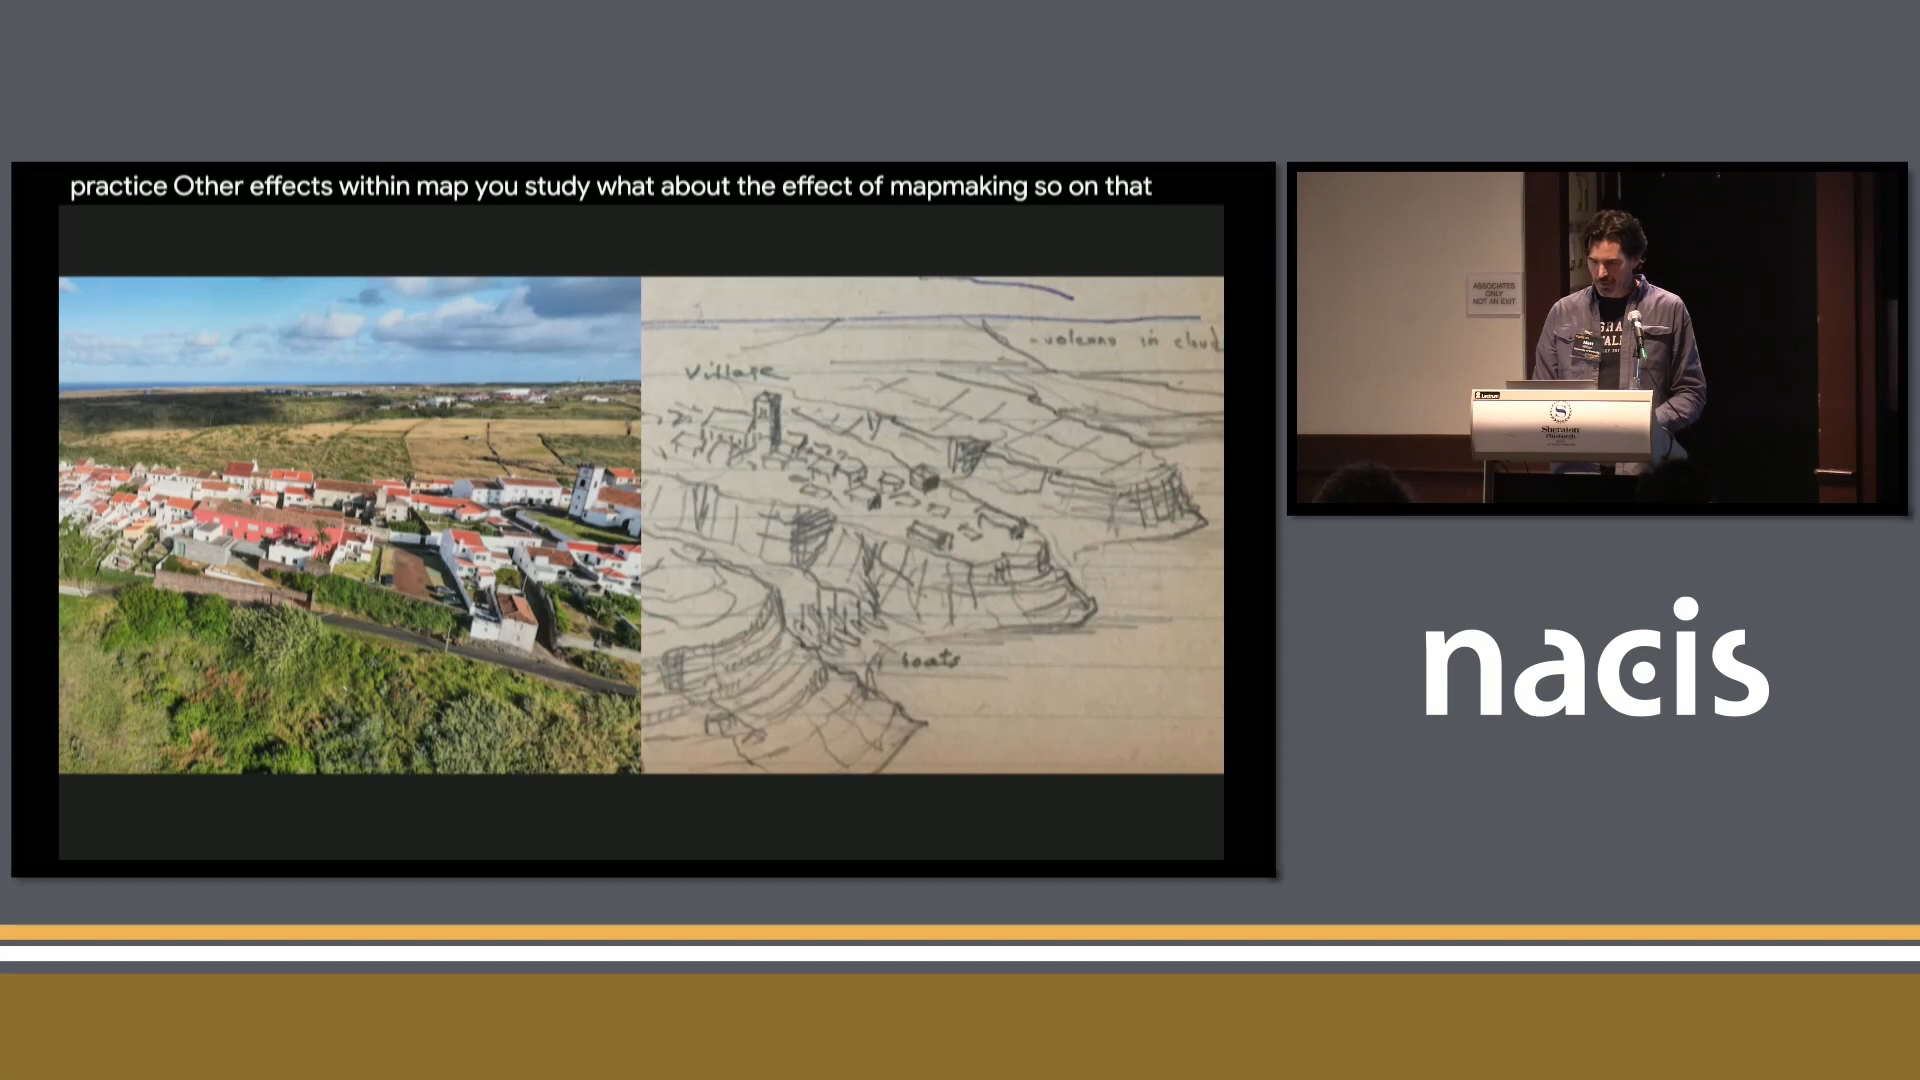 practice Other effects within map you study what about the effect of mapmaking so on that
Village
- volcano in cloud
boats
ASSOCIATES
ONLY
NOT AN EXIT
Sheraton
Pittsburgh
nacis